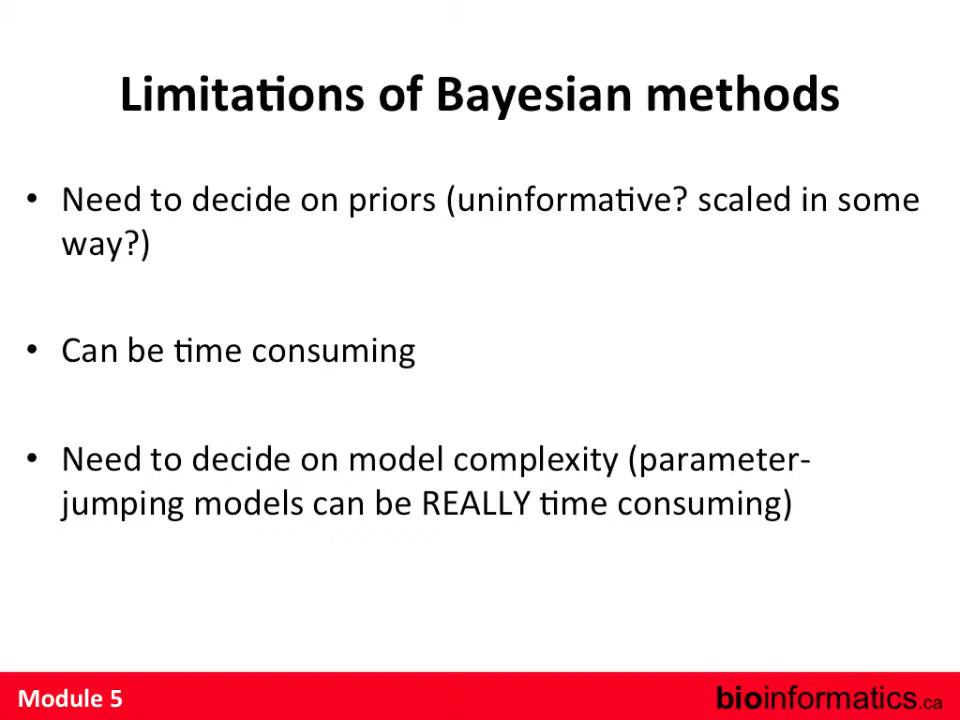 Limitations of Bayesian methods
• Need to decide on priors (uninformative? scaled in some
way?)
• Can be time consuming
• Need to decide on model complexity (parameter-
jumping models can be REALLY time consuming)
Module 5
bioinformatics.ca